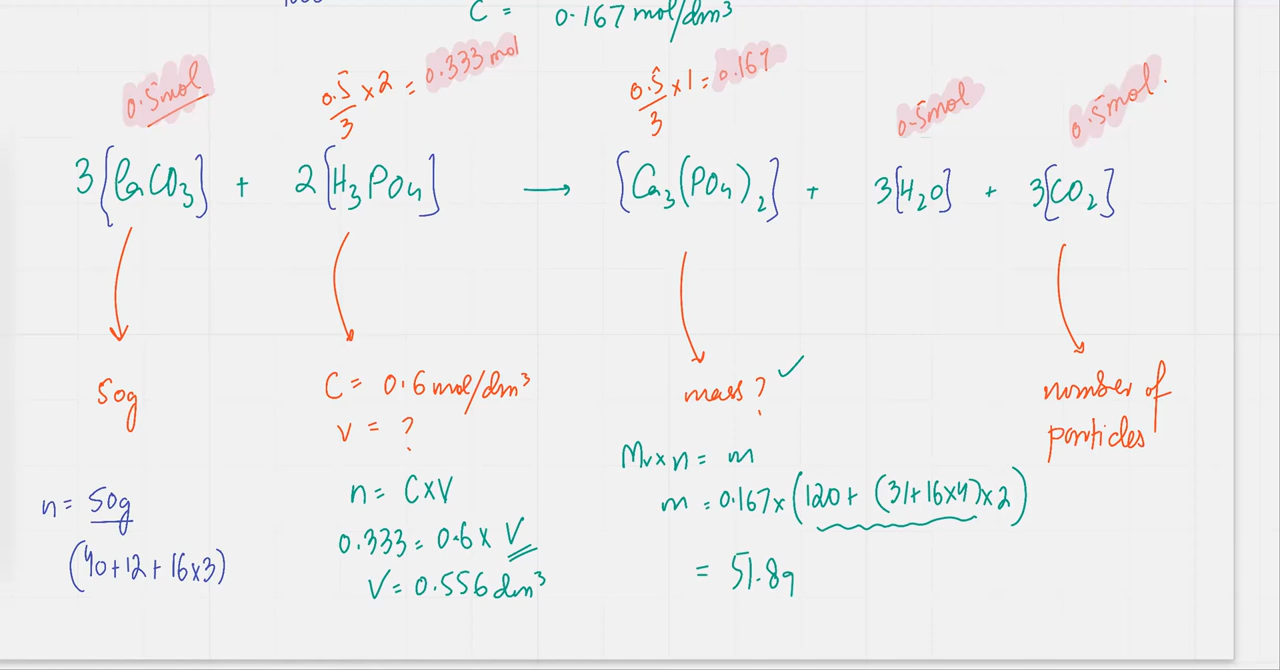 C = 0.167 mol/dm³
0.5mol
0.5/3 ×2 = 0.333 mol
0.5/3 ×1 = 0.167
0.5mol
0.5mol.
3[CaCO₃] + 2[H₃PO₄] → [Ca₃(PO₄)₂] + 3[H₂O] + 3[CO₂]
50g
C = 0.6 mol/dm³
V = ?
mass? ✓
number of
particles
n = 50g
(40+12+16×3)
n = C×V
0.333 = 0.6 × V
V = 0.556 dm³
Mr×n = m
m = 0.167×(120+(31+16×4)×2)
= 51.8g